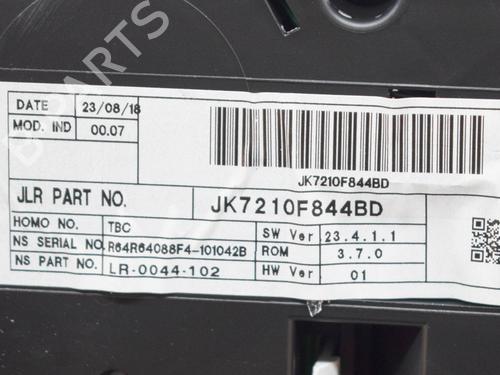 B-PARTS
DATE 23/08/18
MOD. IND 00.07
JK7210F844BD
JLR PART NO. JK7210F844BD
HOMO NO. TBC SW Ver 23.4.1.1
NS SERIAL NO. R64R64088F4-101042B ROM 3.7.0
NS PART NO. LR-0044-102 HW Ver 01